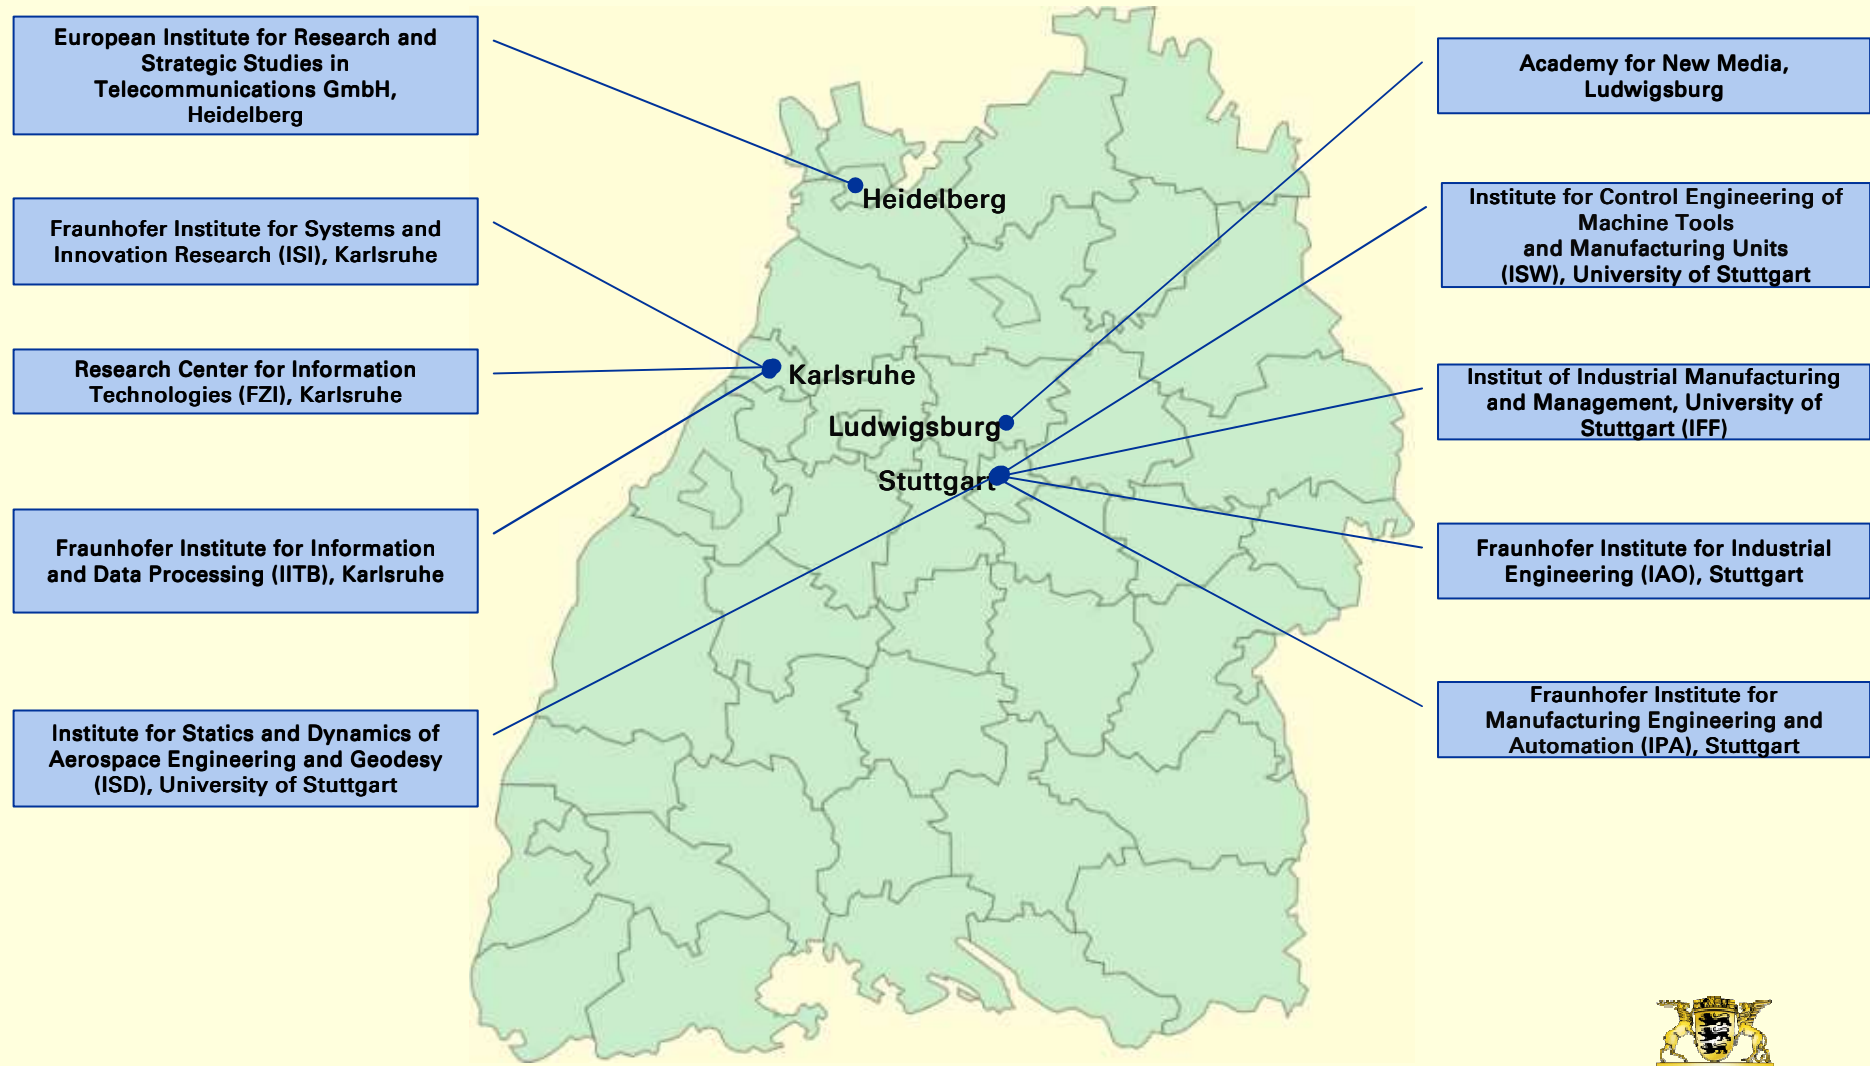 European Institute for Research and
Strategic Studies in
Telecommunications GmbH,
Heidelberg
Fraunhofer Institute for Systems and
Innovation Research (ISI), Karlsruhe
Research Center for Information
Technologies (FZI), Karlsruhe
Fraunhofer Institute for Information
and Data Processing (IITB), Karlsruhe
Institute for Statics and Dynamics of
Aerospace Engineering and Geodesy
(ISD), University of Stuttgart
Heidelberg
Karlsruhe
Ludwigsburg
Stuttgart
Academy for New Media,
Ludwigsburg
Institute for Control Engineering of
Machine Tools
and Manufacturing Units
(ISW), University of Stuttgart
Institut of Industrial Manufacturing
and Management, University of
Stuttgart (IFF)
Fraunhofer Institute for Industrial
Engineering (IAO), Stuttgart
Fraunhofer Institute for
Manufacturing Engineering and
Automation (IPA), Stuttgart